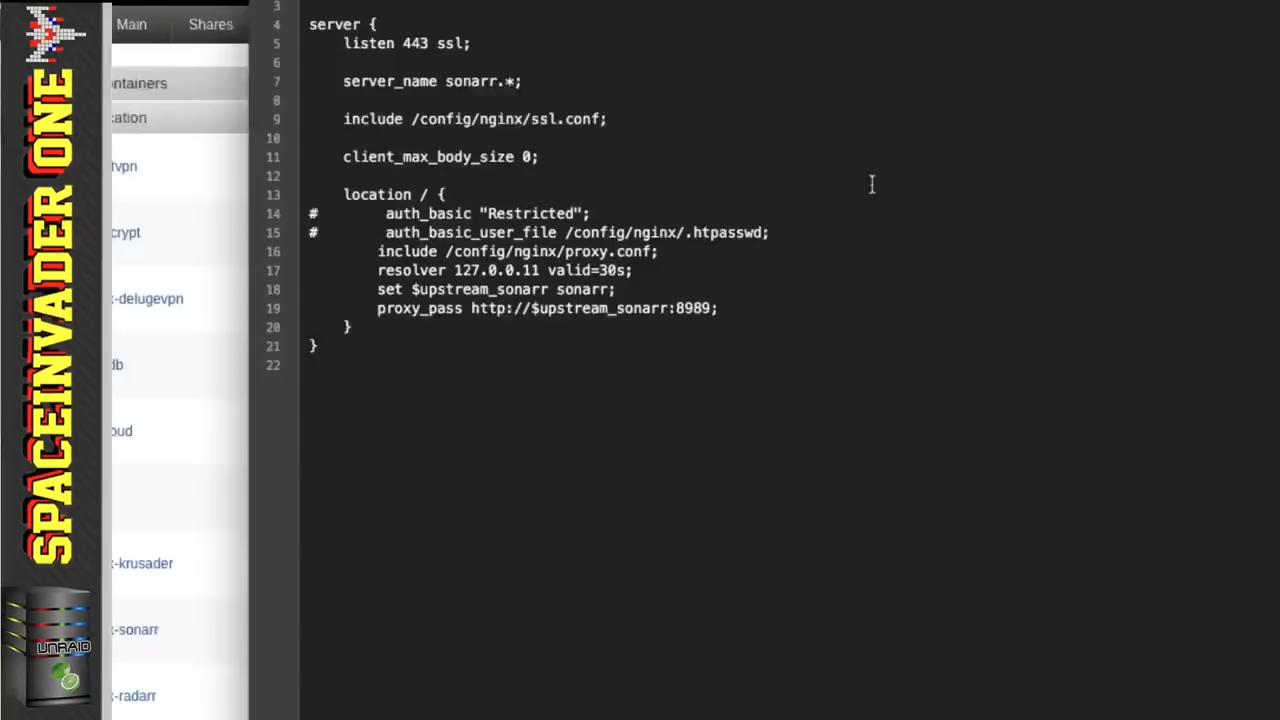 SPACEINVADER ONE
UNRAID
Main Shares
ntainers
cation
tvpn
crypt
x-delugevpn
db
oud
x-krusader
x-sonarr
x-radarr
3
4 server {
5 listen 443 ssl;
6
7 server_name sonarr.*;
8
9 include /config/nginx/ssl.conf;
10
11 client_max_body_size 0;
12
13 location / {
14 # auth_basic "Restricted";
15 # auth_basic_user_file /config/nginx/.htpasswd;
16 include /config/nginx/proxy.conf;
17 resolver 127.0.0.11 valid=30s;
18 set $upstream_sonarr sonarr;
19 proxy_pass http://$upstream_sonarr:8989;
20 }
21 }
22